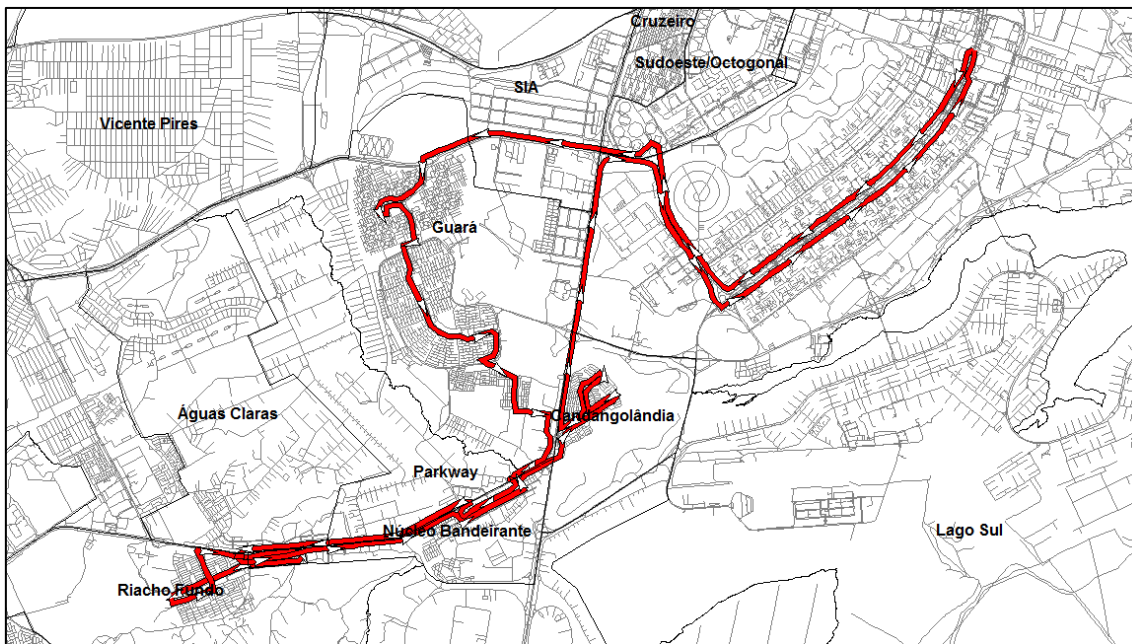 Cruzeiro
Sudoeste/Octogonal
SIA
Vicente Pires
Guará
Águas Claras
Candangolândia
Parkway
Núcleo Bandeirante
Lago Sul
Riacho Fundo